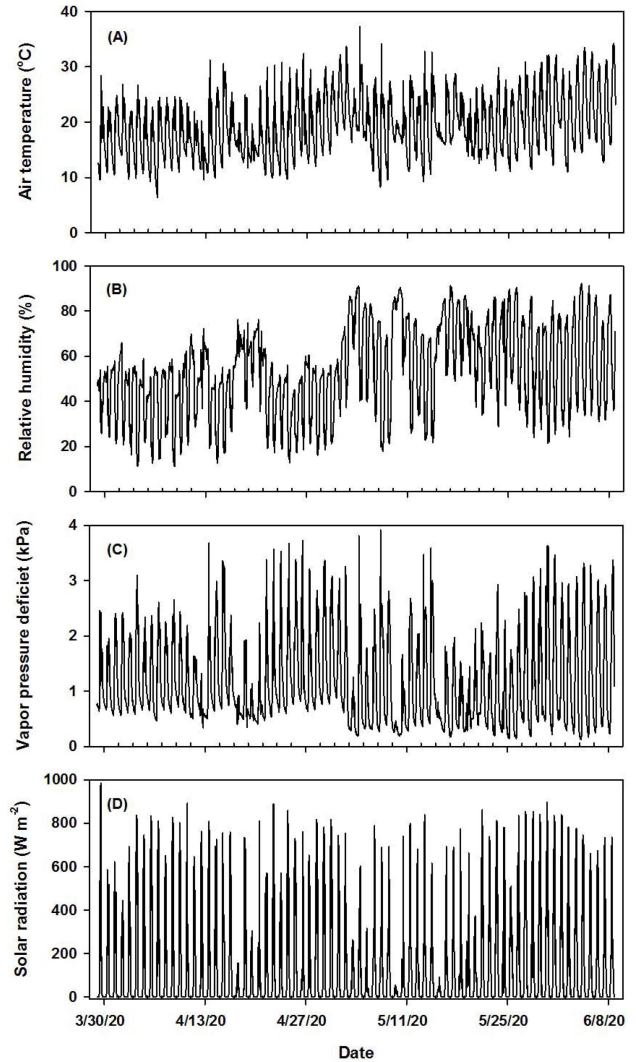 (A)
Air temperature (°C)
40
30
20
10
0
(B)
Relative humidity (%)
100
80
60
40
20
0
(C)
Vapor pressure deficiet (kPa)
4
3
2
1
0
(D)
Solar radiation (W m-2)
1000
800
600
400
200
0
3/30/20 4/13/20 4/27/20 5/11/20 5/25/20 6/8/20
Date